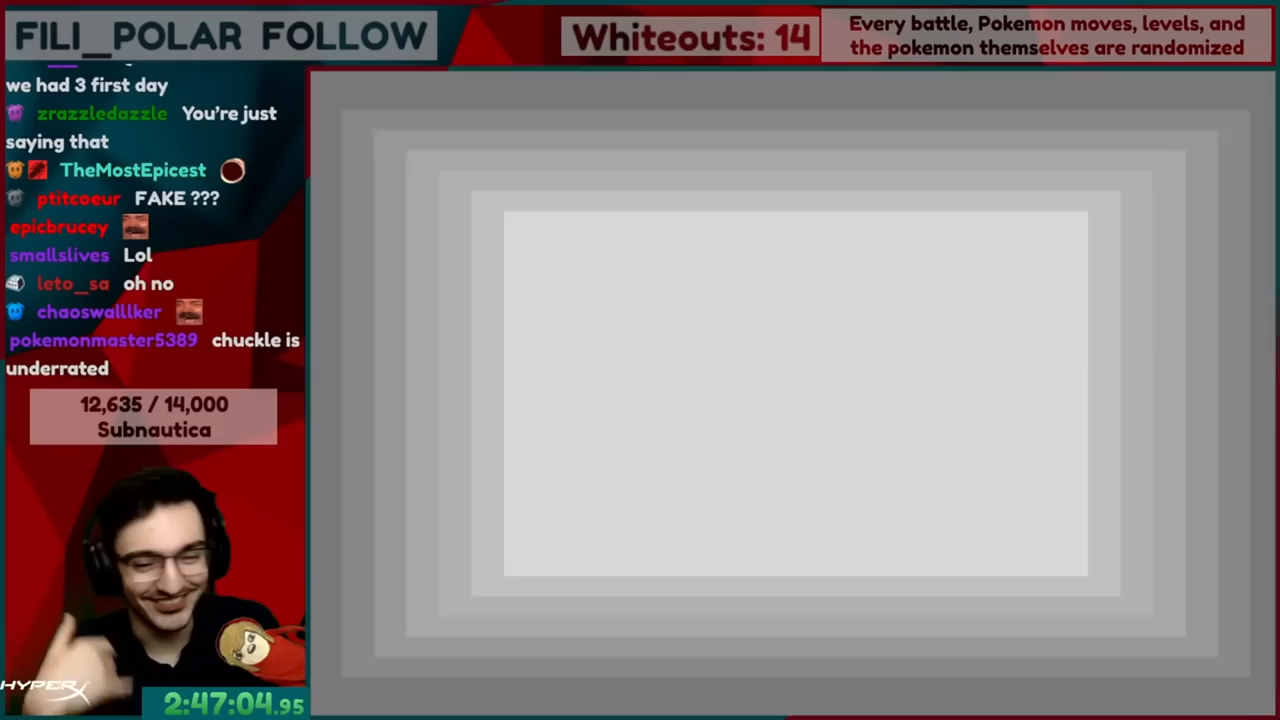 FILI_POLAR FOLLOW
Whiteouts: 14
Every battle, Pokemon moves, levels, and
the pokemon themselves are randomized
we had 3 first day
zrazzledazzle You're just
saying that
TheMostEpicest
ptitcoeur FAKE ???
epicbrucey
smallslives Lol
leto_sa oh no
chaoswalllker
pokemonmaster5389 chuckle is
underrated
12,635 / 14,000
Subnautica
HYPERX
2:47:04.95